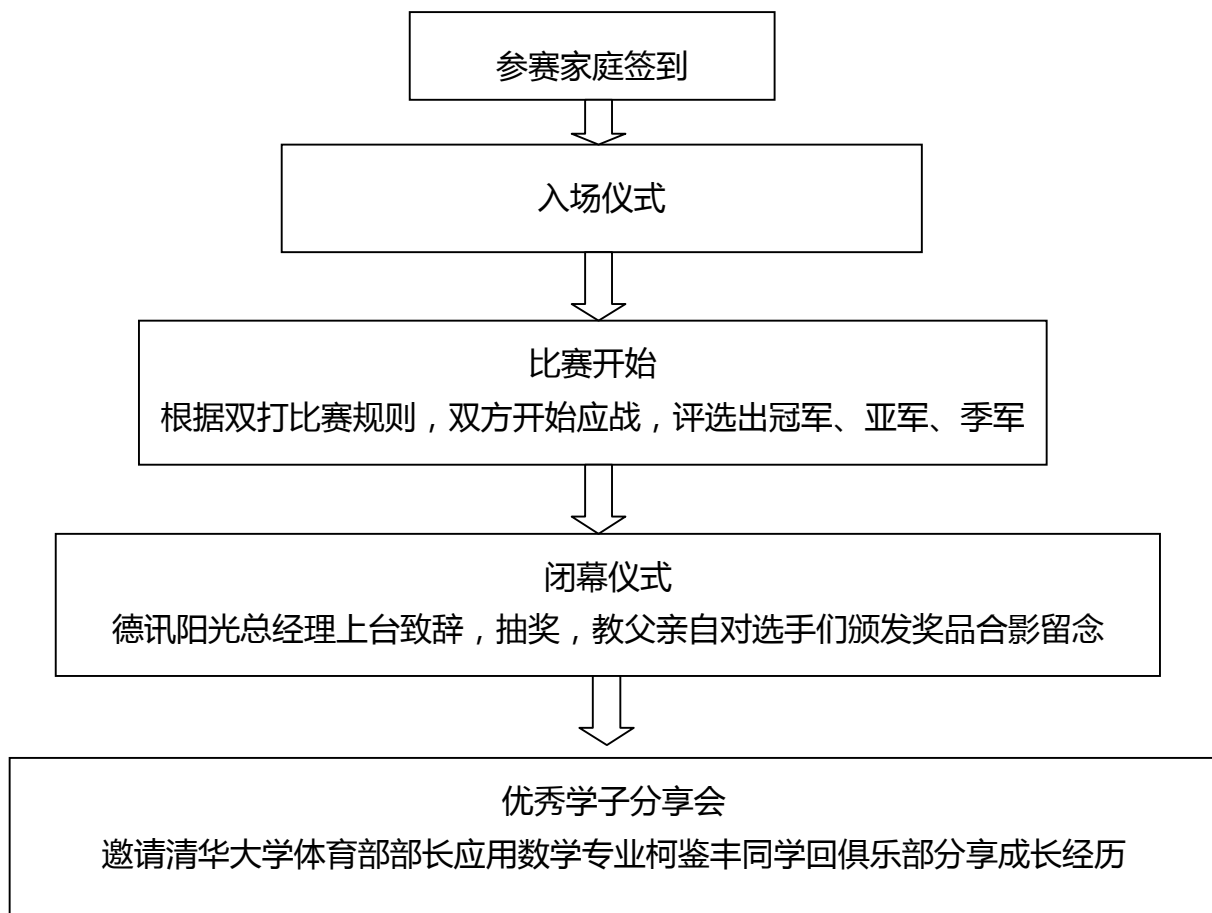 参赛家庭签到
入场仪式
比赛开始
根据双打比赛规则，双方开始应战，评选出冠军、亚军、季军
闭幕仪式
德讯阳光总经理上台致辞，抽奖，教父亲自对选手们颁发奖品合影留念
优秀学子分享会
邀请清华大学体育部部长应用数学专业柯鉴丰同学回俱乐部分享成长经历